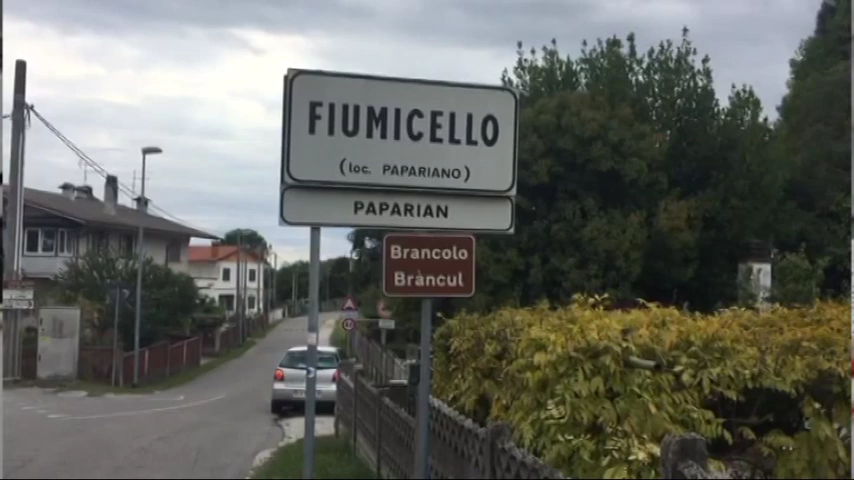 FIUMICELLO
(loc. PAPARIANO)
PAPARIAN
Brancolo
Bràncul